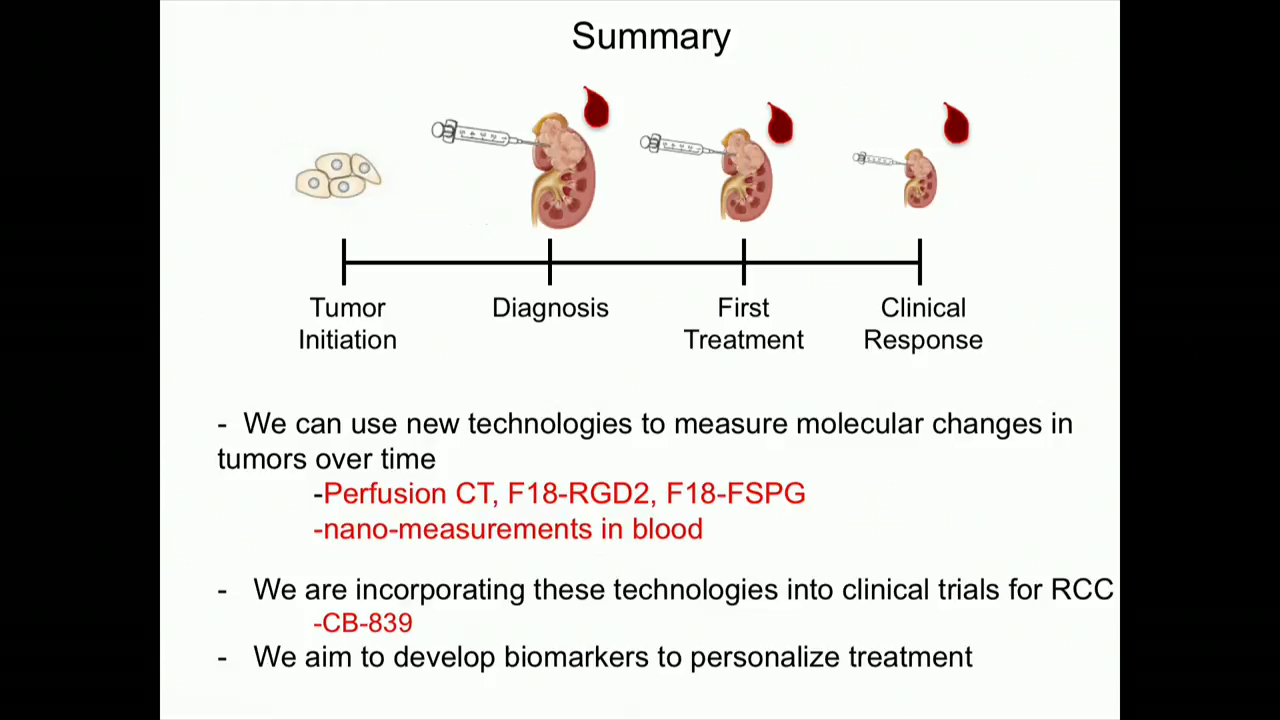 Summary
Tumor
Initiation
Diagnosis
First
Treatment
Clinical
Response
- We can use new technologies to measure molecular changes in
tumors over time
-Perfusion CT, F18-RGD2, F18-FSPG
-nano-measurements in blood
- We are incorporating these technologies into clinical trials for RCC
-CB-839
- We aim to develop biomarkers to personalize treatment